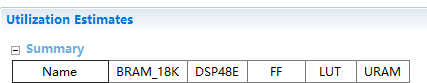 Utilization Estimates
Summary
Name BRAM_18K DSP48E FF LUT URAM